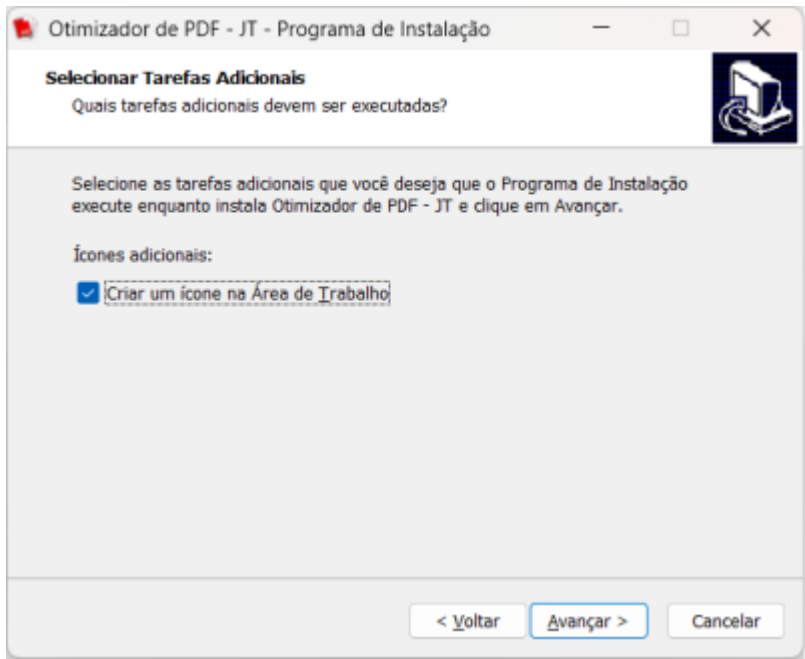 Otimizador de PDF - JT - Programa de Instalação
Selecionar Tarefas Adicionais
Quais tarefas adicionais devem ser executadas?
Selecione as tarefas adicionais que você deseja que o Programa de Instalação
execute enquanto instala Otimizador de PDF - JT e clique em Avançar.
Ícones adicionais:
Criar um ícone na Área de Trabalho
< Voltar
Avançar >
Cancelar